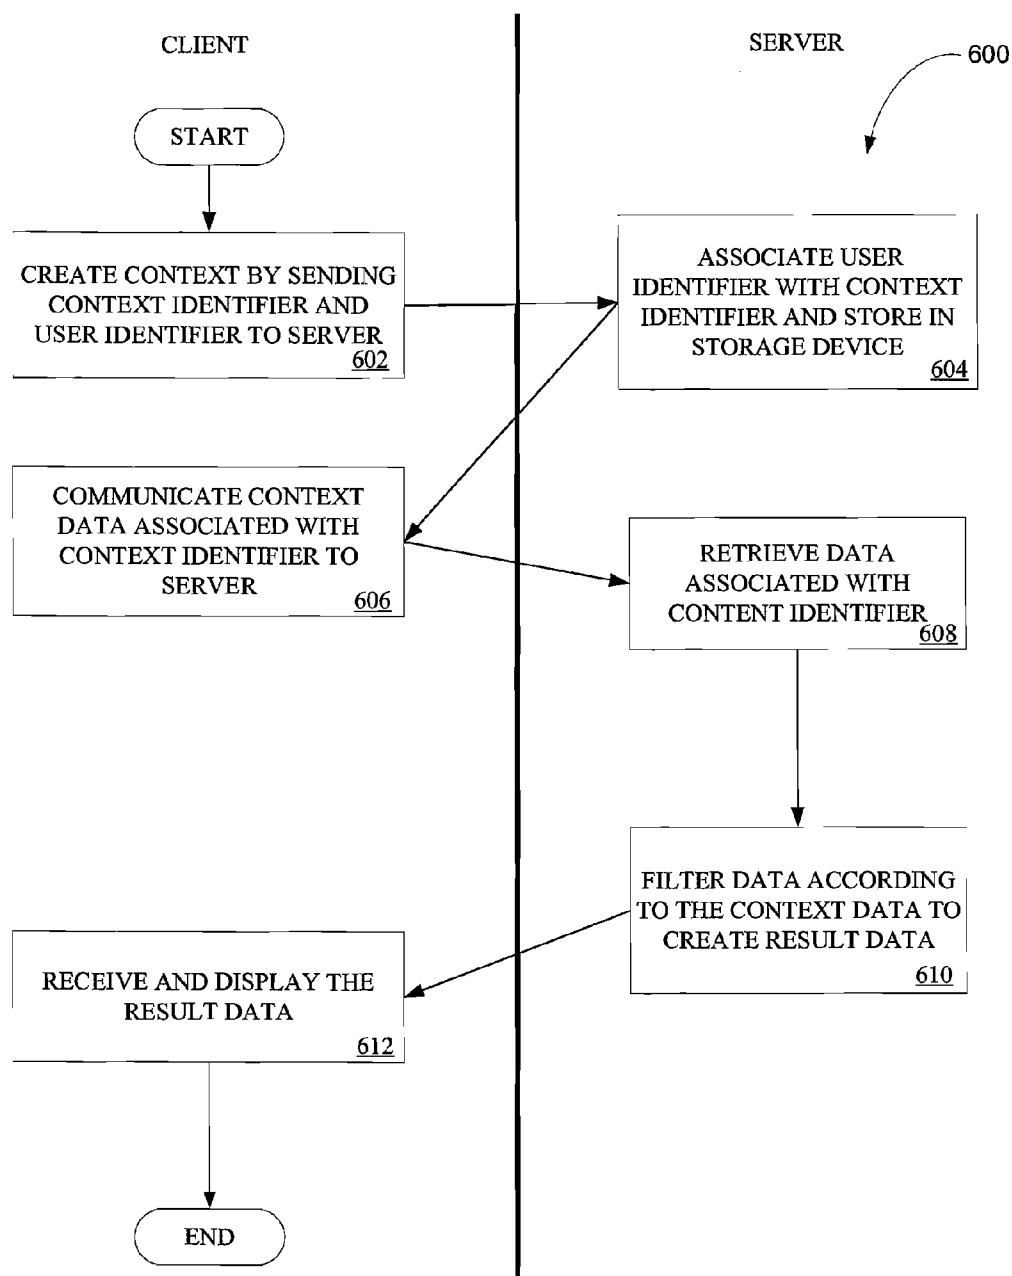 CLIENT
SERVER
600
START
CREATE CONTEXT BY SENDING
CONTEXT IDENTIFIER AND
USER IDENTIFIER TO SERVER
602
ASSOCIATE USER
IDENTIFIER WITH CONTEXT
IDENTIFIER AND STORE IN
STORAGE DEVICE
604
COMMUNICATE CONTEXT
DATA ASSOCIATED WITH
CONTEXT IDENTIFIER TO
SERVER
606
RETRIEVE DATA
ASSOCIATED WITH
CONTENT IDENTIFIER
608
FILTER DATA ACCORDING
TO THE CONTEXT DATA TO
CREATE RESULT DATA
610
RECEIVE AND DISPLAY THE
RESULT DATA
612
END